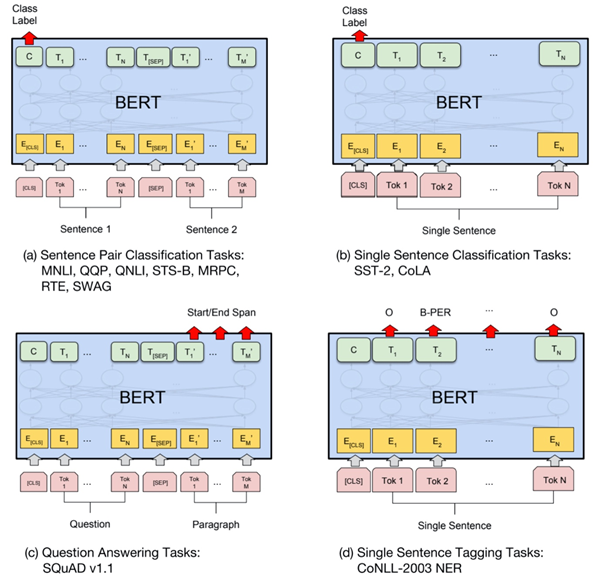 Class
Label
C T1 ... TN T[SEP] T1' ... TM'
BERT
E[CLS] E1 ... EN E[SEP] E1' ... EM'
[CLS] Tok 1 ... Tok N [SEP] Tok 1 ... Tok M
Sentence 1 Sentence 2
(a) Sentence Pair Classification Tasks:
MNLI, QQP, QNLI, STS-B, MRPC,
RTE, SWAG
Class
Label
C T1 T2 ... TN
BERT
E[CLS] E1 E2 ... EN
[CLS] Tok 1 Tok 2 ... Tok N
Single Sentence
(b) Single Sentence Classification Tasks:
SST-2, CoLA
Start/End Span
C T1 ... TN T[SEP] T1' ... TM'
BERT
E[CLS] E1 ... EN E[SEP] E1' ... EM'
[CLS] Tok 1 ... Tok N [SEP] Tok 1 ... Tok M
Question Paragraph
(c) Question Answering Tasks:
SQuAD v1.1
O B-PER ... O
C T1 T2 ... TN
BERT
E[CLS] E1 E2 ... EN
[CLS] Tok 1 Tok 2 ... Tok N
Single Sentence
(d) Single Sentence Tagging Tasks:
CoNLL-2003 NER